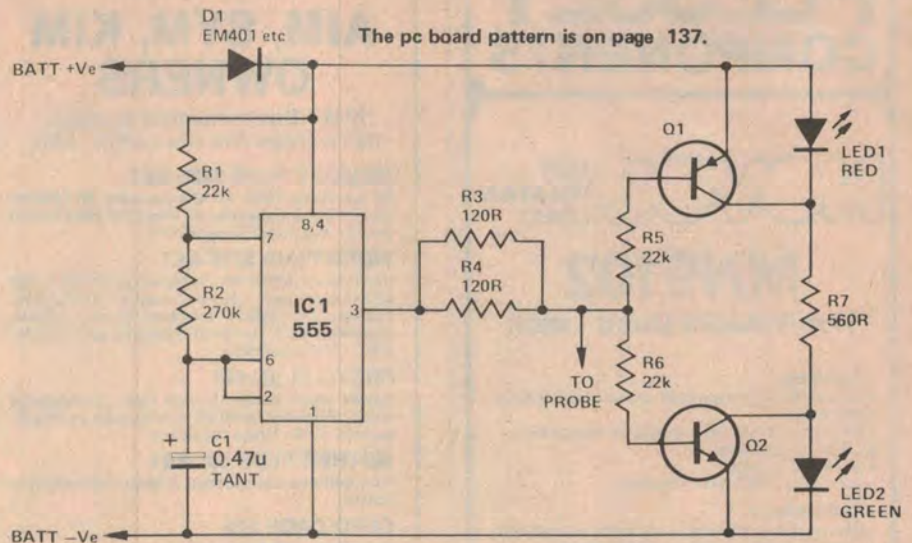 D1
EM401 etc
The pc board pattern is on page 137.
BATT +Ve
Q1
LED1
RED
R1
22k
R3
120R
8,4
7
R5
22k
R4
120R
R7
560R
R2
270k
IC1
555
3
6
TO
PROBE
R6
22k
2
1
+
C1
0.47u
TANT
Q2
LED2
GREEN
BATT –Ve